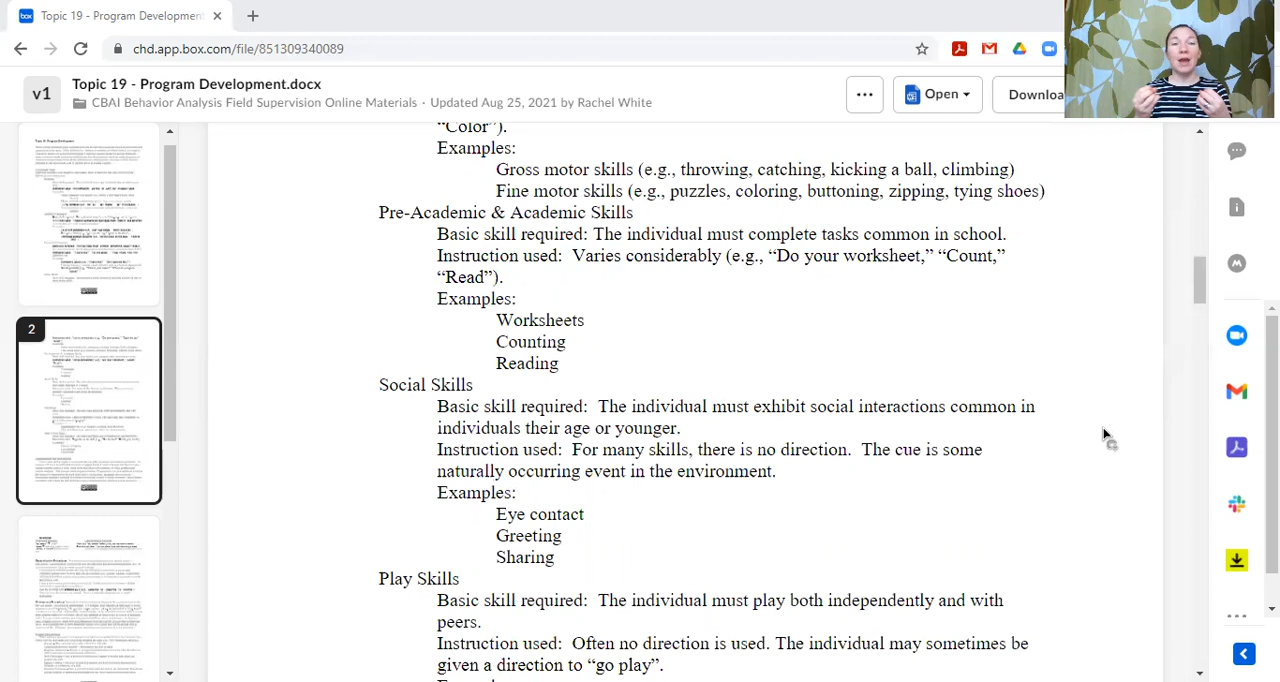 box Topic 19 - Program Development
chd.app.box.com/file/851309340089
v1
Topic 19 - Program Development.docx
CBAI Behavior Analysis Field Supervision Online Materials · Updated Aug 25, 2021 by Rachel White
Open
Downloa
2
“Color”).
Examples:
Gross motor skills (e.g., throwing, catching, kicking a ball, climbing)
Fine motor skills (e.g., puzzles, coloring, buttoning, zipping, tying shoes)
Pre-Academic & Academic Skills
Basic skill required: The individual must complete tasks common in school.
Instruction used: Varies considerably (e.g., “Do your worksheet,” “Count,”
“Read”).
Examples:
Worksheets
Counting
Reading
Social Skills
Basic skill required: The individual must exhibit social interactions common in
individuals their age or younger.
Instruction used: For many skills, there is no direction. The cue is some
naturally occurring event in the environment.
Examples:
Eye contact
Greeting
Sharing
Play Skills
Basic skill required: The individual must play both independently and with
peers.
Instruction used: Often no direction is used. The individual may sometimes be
given a direction to “go play”.